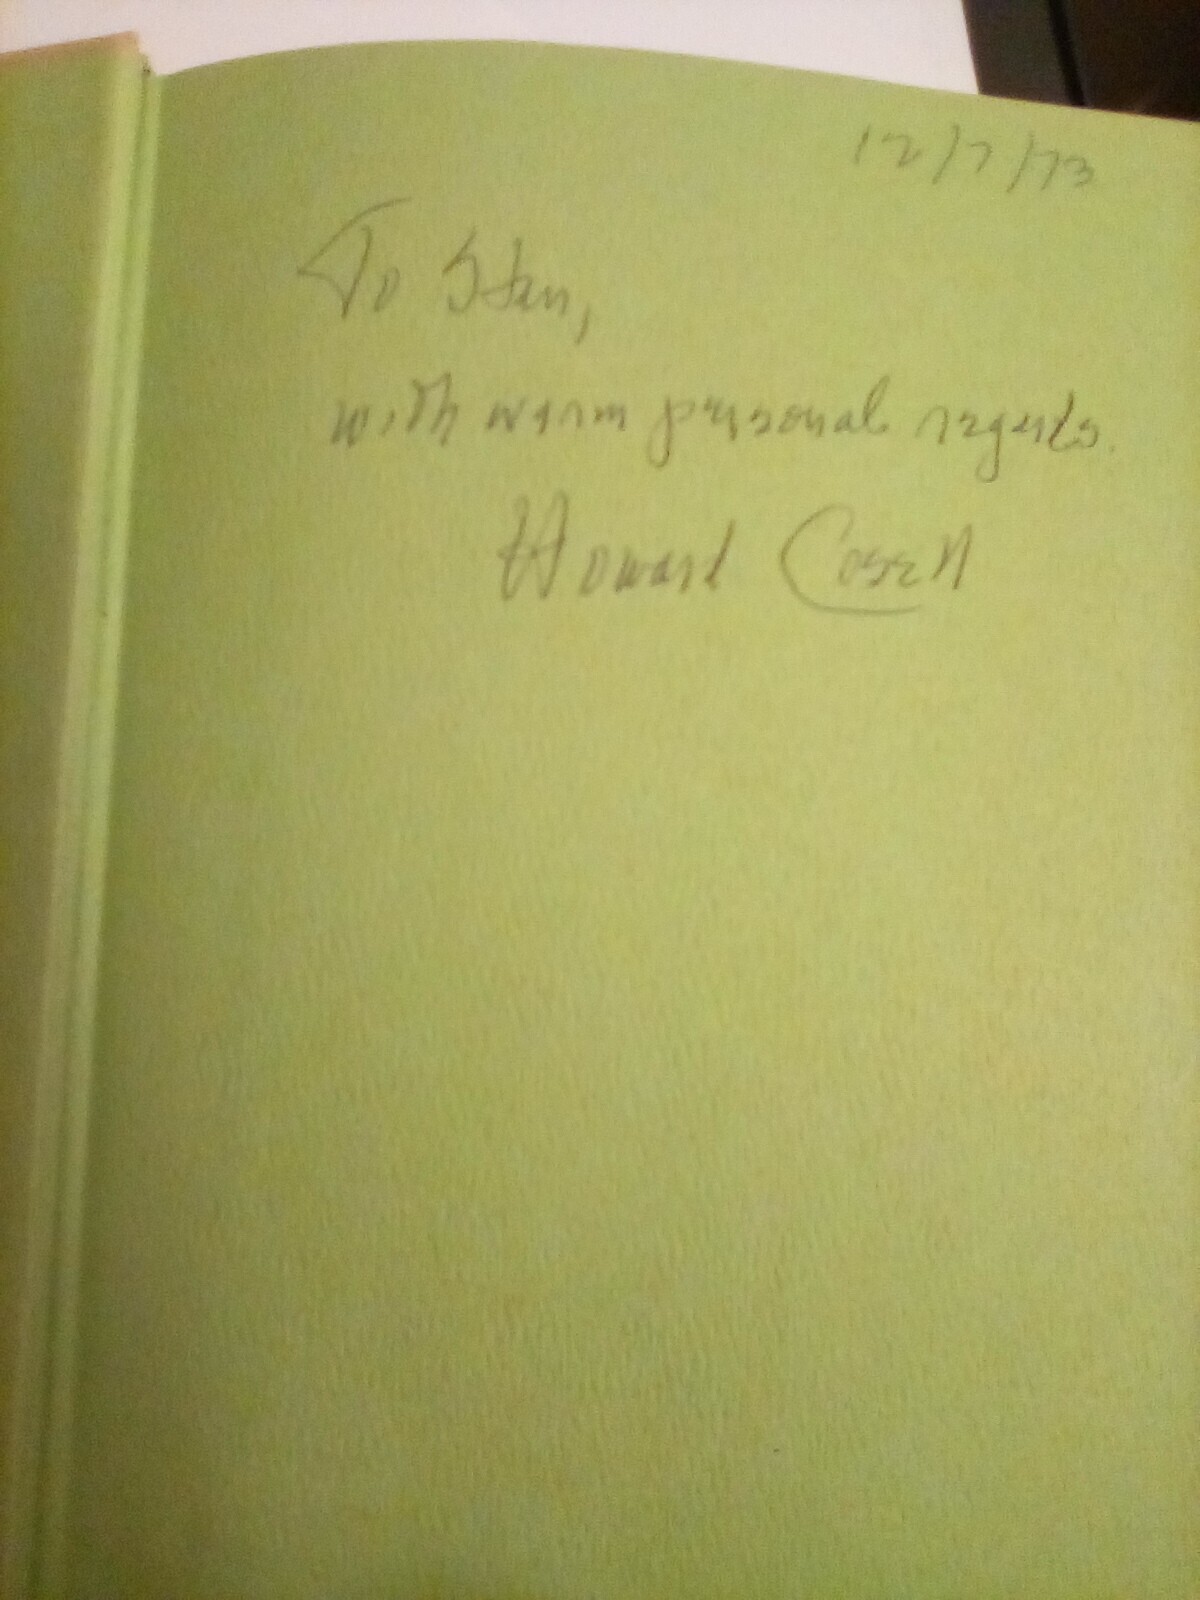 12/7/73
To Stan,
with warm personal regards.
Howard Cosell